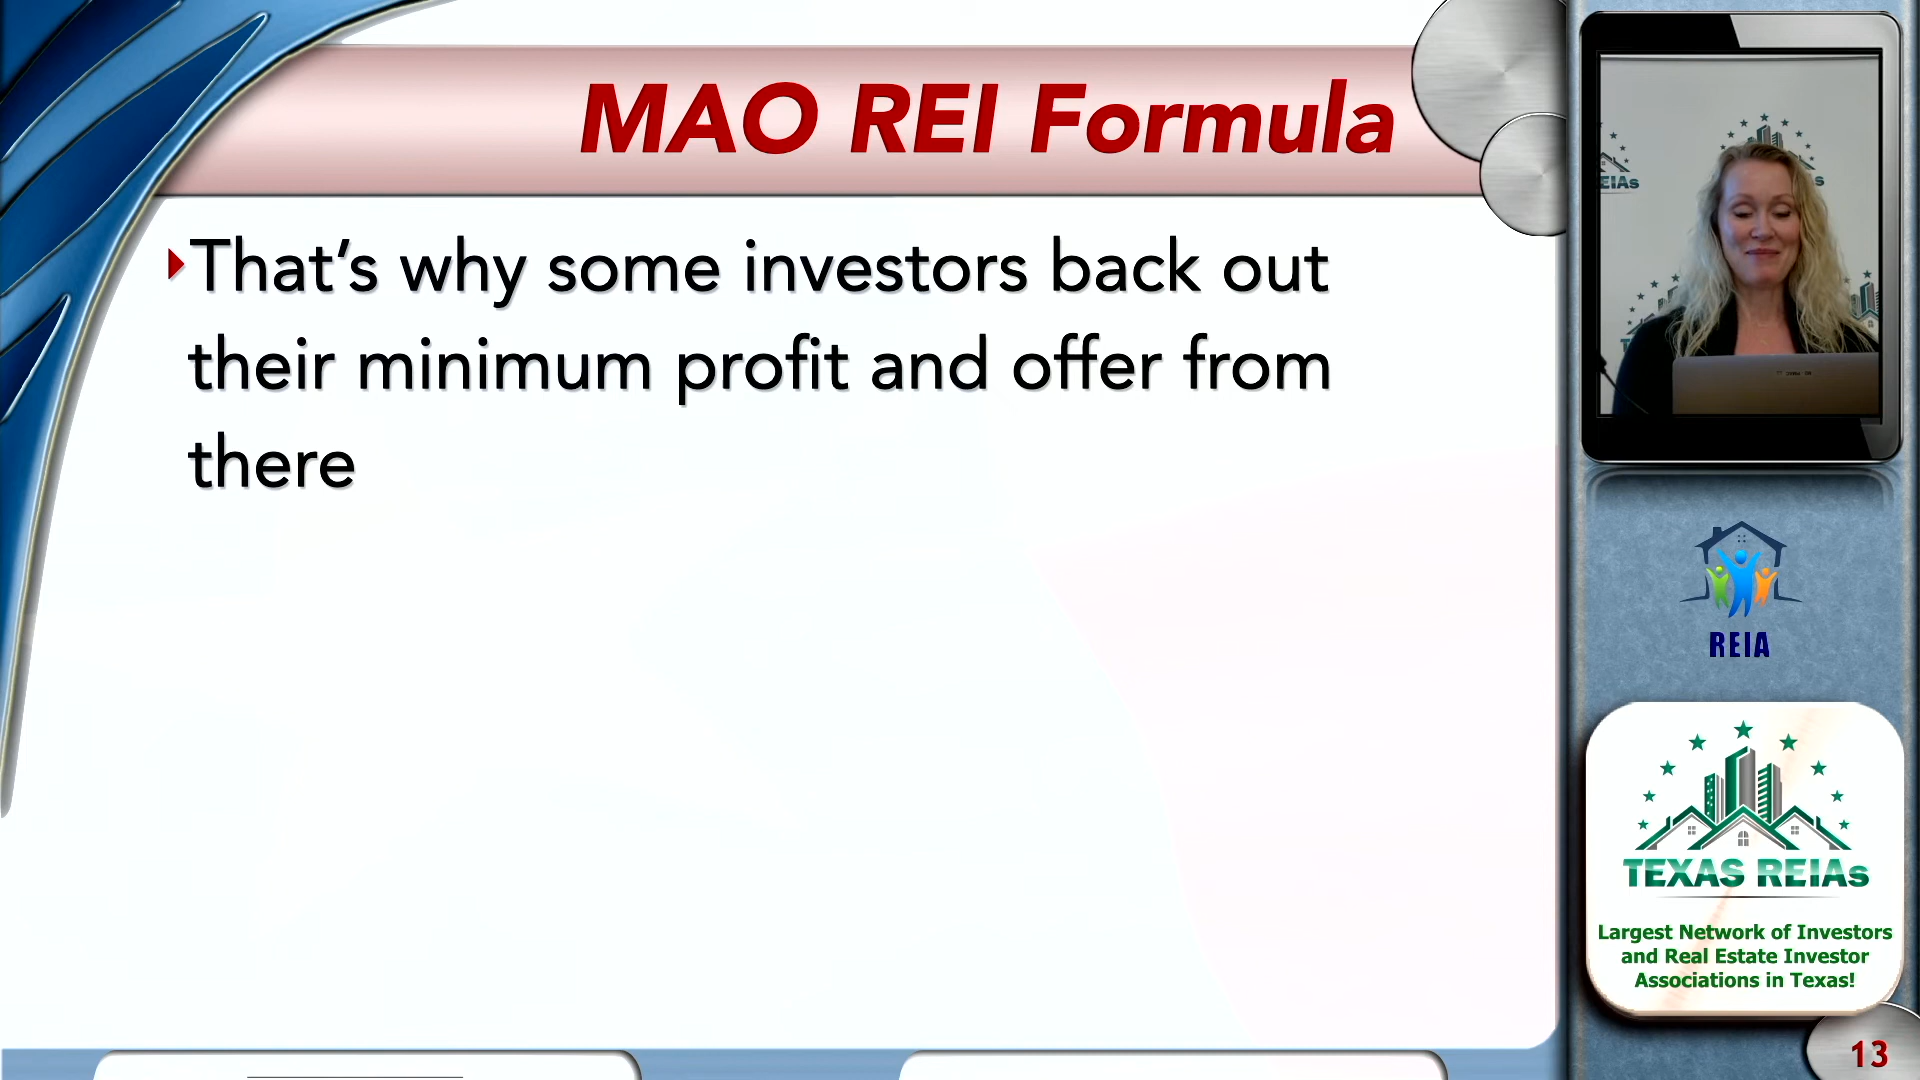 MAO REI Formula
That’s why some investors back out
their minimum profit and offer from
there
EIAs
s
REIA
TEXAS REIAs
Largest Network of Investors
and Real Estate Investor
Associations in Texas!
13